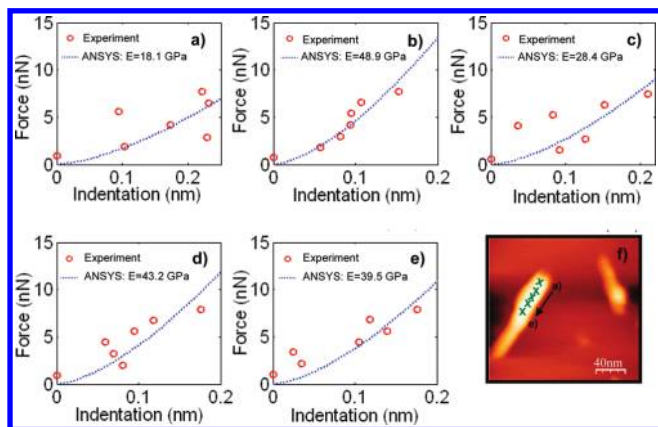 a)
Experiment
ANSYS: E=18.1 GPa
Force (nN)
15
10
5
0
0 0.1 0.2
Indentation (nm)
b)
Experiment
ANSYS: E=48.9 GPa
Force (nN)
15
10
5
0
0 0.1 0.2
Indentation (nm)
c)
Experiment
ANSYS: E=28.4 GPa
Force (nN)
15
10
5
0
0 0.1 0.2
Indentation (nm)
d)
Experiment
ANSYS: E=43.2 GPa
Force (nN)
15
10
5
0
0 0.1 0.2
Indentation (nm)
e)
Experiment
ANSYS: E=39.5 GPa
Force (nN)
15
10
5
0
0 0.1 0.2
Indentation (nm)
f)
a)
e)
40nm